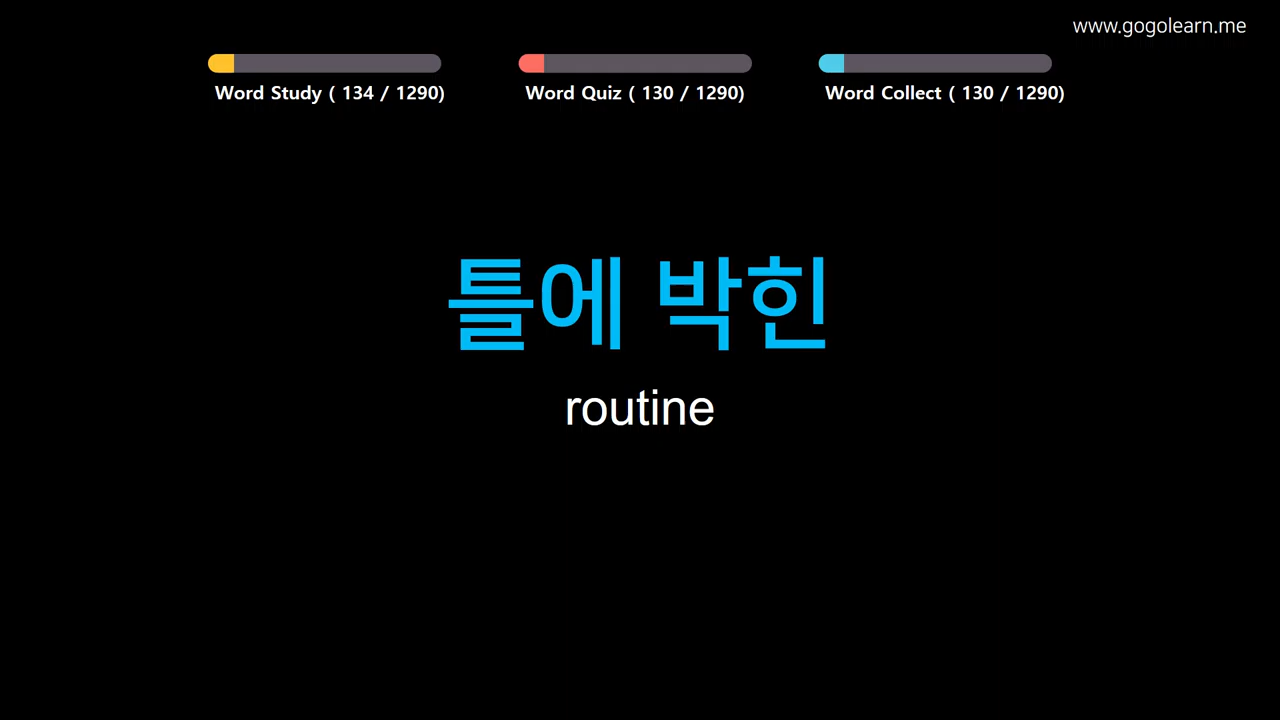 www.gogolearn.me
Word Study ( 134 / 1290)
Word Quiz ( 130 / 1290)
Word Collect ( 130 / 1290)
틀에 박힌
routine